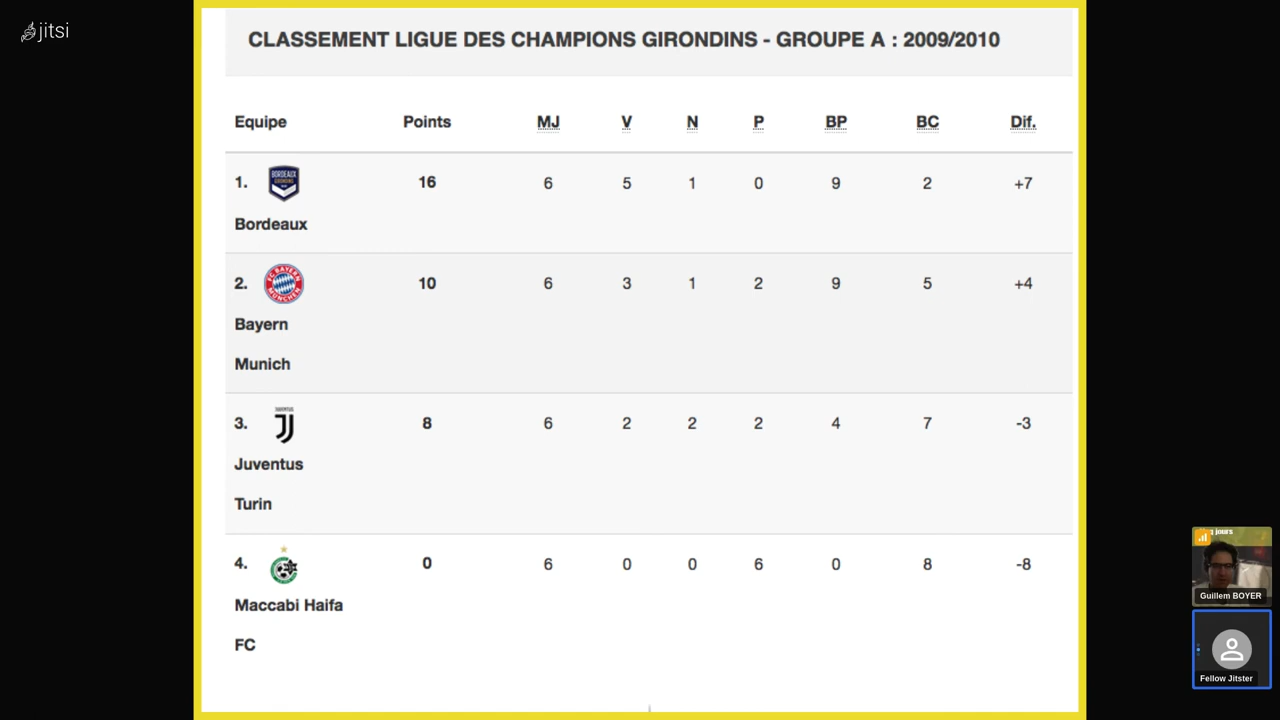 jitsi
CLASSEMENT LIGUE DES CHAMPIONS GIRONDINS - GROUPE A : 2009/2010
Equipe Points MJ V N P BP BC Dif.
1. 16 6 5 1 0 9 2 +7
Bordeaux
2. 10 6 3 1 2 9 5 +4
Bayern
Munich
3. 8 6 2 2 2 4 7 -3
Juventus
Turin
4. 0 6 0 0 6 0 8 -8
Maccabi Haifa
FC
jours
Guillem BOYER
Fellow Jitster